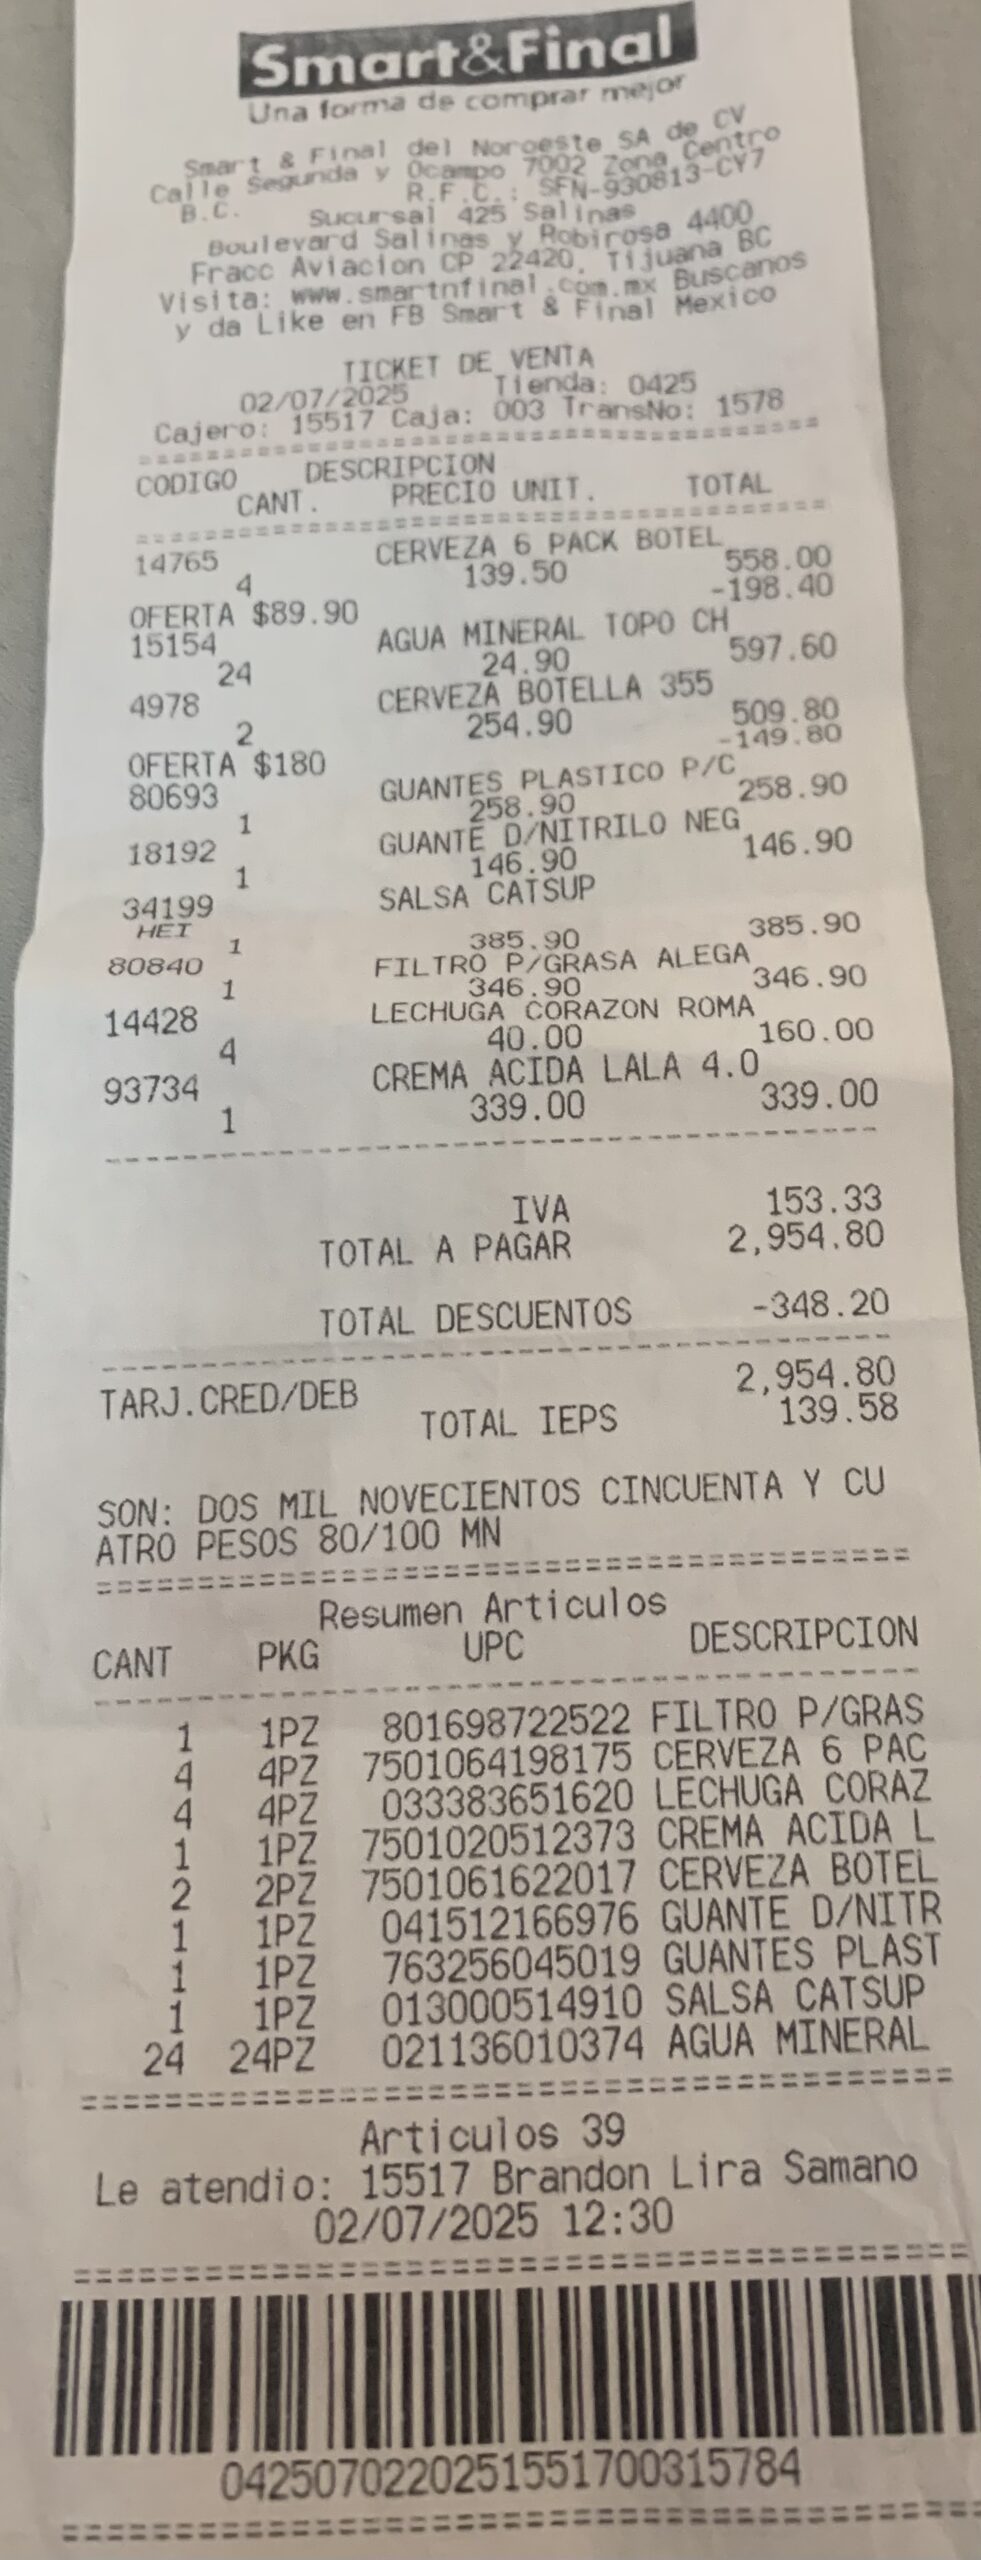 Smart&Final
Una forma de comprar mejor
Smart & Final del Noroeste SA de CV
Calle Segunda y Ocampo 7002 Zona Centro
B.C. R.F.C.: SFN-930813-CY7
Sucursal 425 Salinas
Boulevard Salinas y Robirosa 4400
Fracc Aviacion CP 22420, Tijuana BC
Visita: www.smartnfinal.com.mx Buscanos
y da Like en FB Smart & Final Mexico
TICKET DE VENTA
02/07/2025 Tienda: 0425
Cajero: 15517 Caja: 003 TransNo: 1578
CODIGO DESCRIPCION
CANT. PRECIO UNIT. TOTAL
14765 CERVEZA 6 PACK BOTEL
4 139.50 558.00
OFERTA $89.90 -198.40
15154 AGUA MINERAL TOPO CH
24 24.90 597.60
4978 CERVEZA BOTELLA 355
2 254.90 509.80
OFERTA $180 -149.80
80693 GUANTES PLASTICO P/C
1 258.90 258.90
18192 GUANTE D/NITRILO NEG
1 146.90 146.90
34199 SALSA CATSUP
HEI
1 385.90 385.90
80840 FILTRO P/GRASA ALEGA
1 346.90 346.90
14428 LECHUGA CORAZON ROMA
4 40.00 160.00
93734 CREMA ACIDA LALA 4.0
1 339.00 339.00
IVA 153.33
TOTAL A PAGAR 2,954.80
TOTAL DESCUENTOS -348.20
TARJ.CRED/DEB 2,954.80
TOTAL IEPS 139.58
SON: DOS MIL NOVECIENTOS CINCUENTA Y CU
ATRO PESOS 80/100 MN
Resumen Articulos
CANT PKG UPC DESCRIPCION
1 1PZ 801698722522 FILTRO P/GRAS
4 4PZ 7501064198175 CERVEZA 6 PAC
4 4PZ 033383651620 LECHUGA CORAZ
1 1PZ 7501020512373 CREMA ACIDA L
2 2PZ 7501061622017 CERVEZA BOTEL
1 1PZ 041512166976 GUANTE D/NITR
1 1PZ 763256045019 GUANTES PLAST
1 1PZ 013000514910 SALSA CATSUP
24 24PZ 021136010374 AGUA MINERAL
Articulos 39
Le atendio: 15517 Brandon Lira Samano
02/07/2025 12:30
04250702202515517003157​84